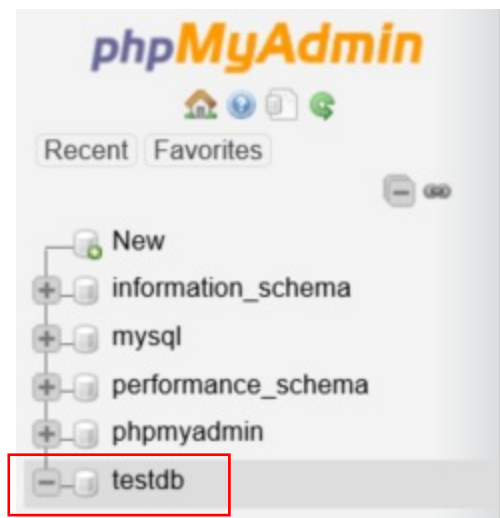 phpMyAdmin
Recent Favorites
New
information_schema
mysql
performance_schema
phpmyadmin
testdb